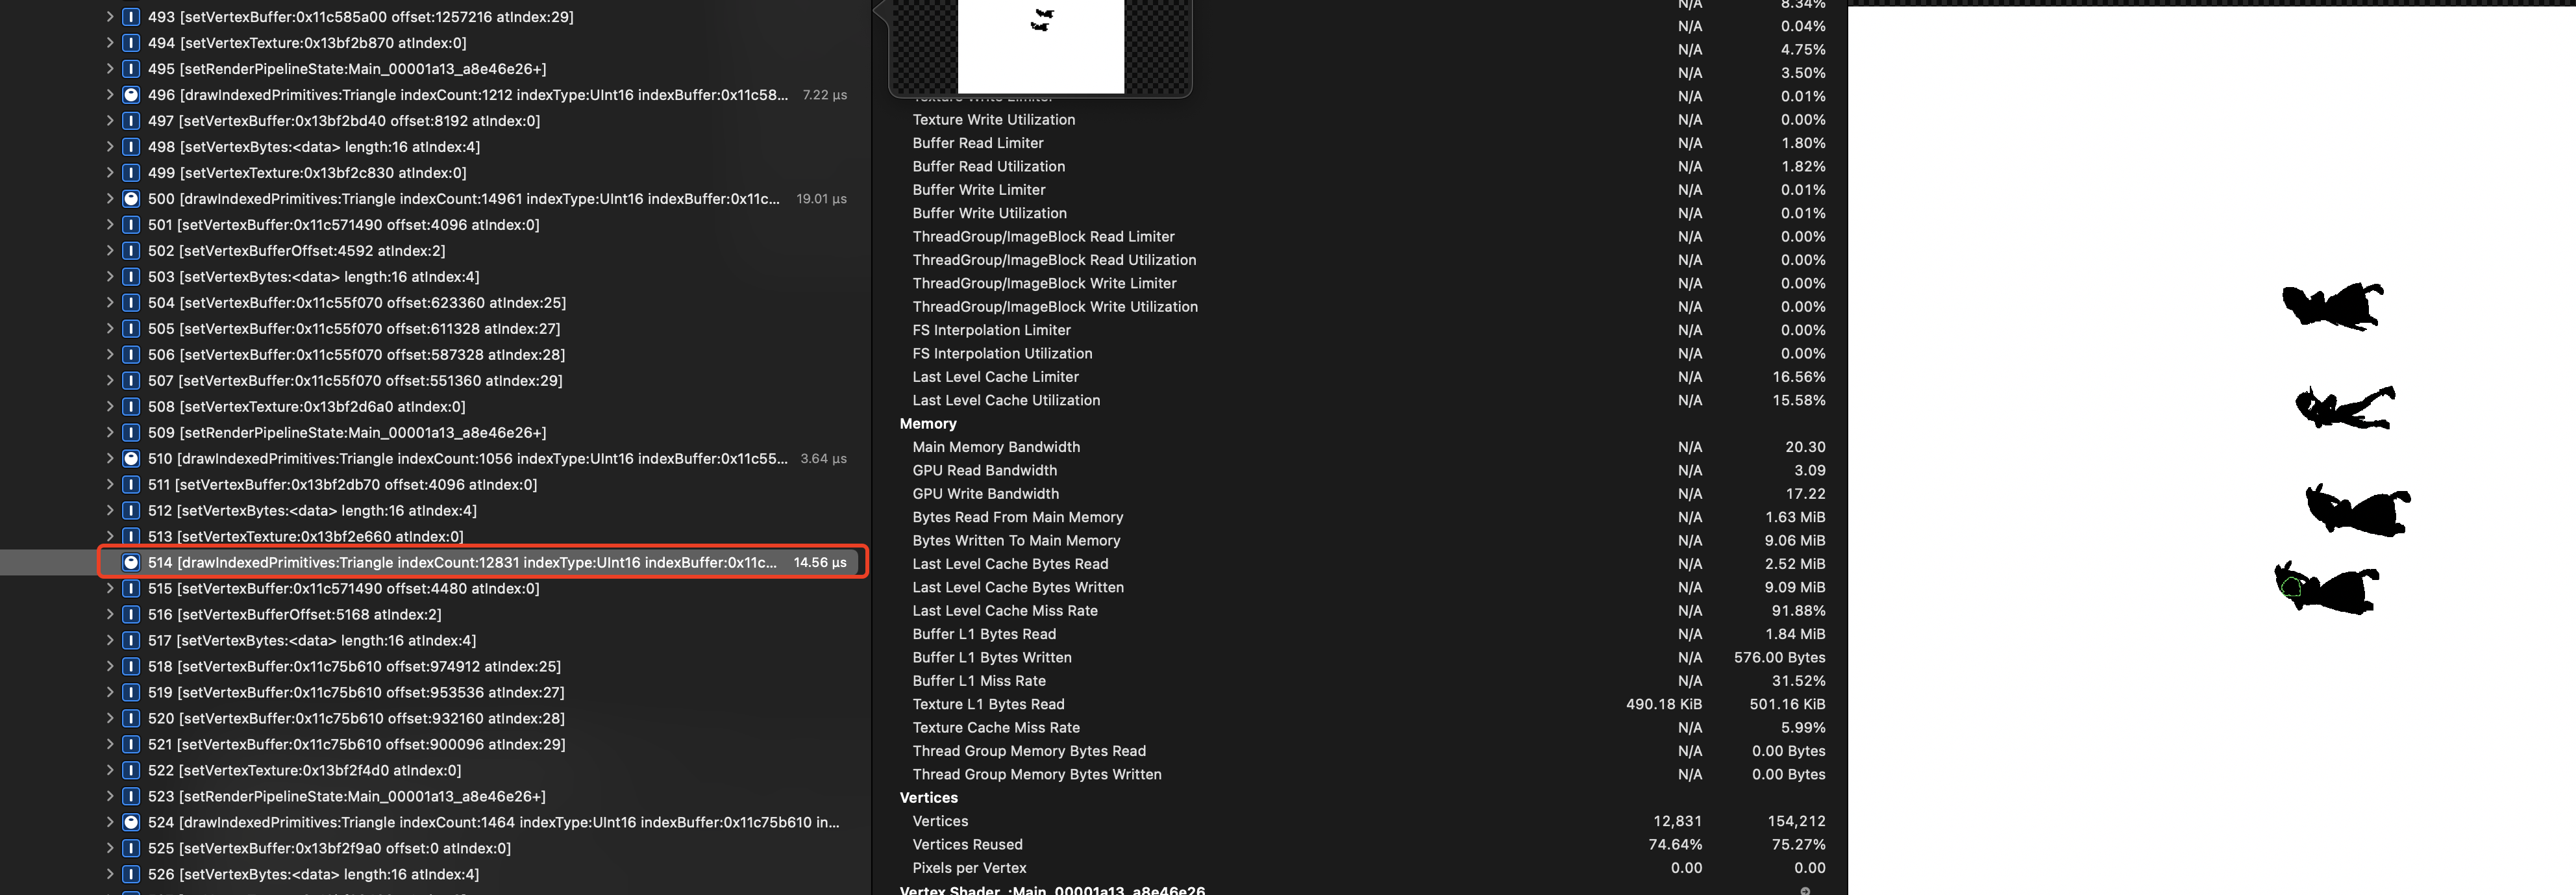 493 [setVertexBuffer:0x11c585a00 offset:1257216 atIndex:29]
494 [setVertexTexture:0x13bf2b870 atIndex:0]
495 [setRenderPipelineState:Main_00001a13_a8e46e26+]
496 [drawIndexedPrimitives:Triangle indexCount:1212 indexType:UInt16 indexBuffer:0x11c58... 7.22 µs
497 [setVertexBuffer:0x13bf2bd40 offset:8192 atIndex:0]
498 [setVertexBytes:<data> length:16 atIndex:4]
499 [setVertexTexture:0x13bf2c830 atIndex:0]
500 [drawIndexedPrimitives:Triangle indexCount:14961 indexType:UInt16 indexBuffer:0x11c... 19.01 µs
501 [setVertexBuffer:0x11c571490 offset:4096 atIndex:0]
502 [setVertexBufferOffset:4592 atIndex:2]
503 [setVertexBytes:<data> length:16 atIndex:4]
504 [setVertexBuffer:0x11c55f070 offset:623360 atIndex:25]
505 [setVertexBuffer:0x11c55f070 offset:611328 atIndex:27]
506 [setVertexBuffer:0x11c55f070 offset:587328 atIndex:28]
507 [setVertexBuffer:0x11c55f070 offset:551360 atIndex:29]
508 [setVertexTexture:0x13bf2d6a0 atIndex:0]
509 [setRenderPipelineState:Main_00001a13_a8e46e26+]
510 [drawIndexedPrimitives:Triangle indexCount:1056 indexType:UInt16 indexBuffer:0x11c55... 3.64 µs
511 [setVertexBuffer:0x13bf2db70 offset:4096 atIndex:0]
512 [setVertexBytes:<data> length:16 atIndex:4]
513 [setVertexTexture:0x13bf2e660 atIndex:0]
514 [drawIndexedPrimitives:Triangle indexCount:12831 indexType:UInt16 indexBuffer:0x11c... 14.56 µs
515 [setVertexBuffer:0x11c571490 offset:4480 atIndex:0]
516 [setVertexBufferOffset:5168 atIndex:2]
517 [setVertexBytes:<data> length:16 atIndex:4]
518 [setVertexBuffer:0x11c75b610 offset:974912 atIndex:25]
519 [setVertexBuffer:0x11c75b610 offset:953536 atIndex:27]
520 [setVertexBuffer:0x11c75b610 offset:932160 atIndex:28]
521 [setVertexBuffer:0x11c75b610 offset:900096 atIndex:29]
522 [setVertexTexture:0x13bf2f4d0 atIndex:0]
523 [setRenderPipelineState:Main_00001a13_a8e46e26+]
524 [drawIndexedPrimitives:Triangle indexCount:1464 indexType:UInt16 indexBuffer:0x11c75b610 in...
525 [setVertexBuffer:0x13bf2f9a0 offset:0 atIndex:0]
526 [setVertexBytes:<data> length:16 atIndex:4]
N/A 8.34%
N/A 0.04%
N/A 4.75%
N/A 3.50%
Texture Write Limiter N/A 0.01%
Texture Write Utilization N/A 0.00%
Buffer Read Limiter N/A 1.80%
Buffer Read Utilization N/A 1.82%
Buffer Write Limiter N/A 0.01%
Buffer Write Utilization N/A 0.01%
ThreadGroup/ImageBlock Read Limiter N/A 0.00%
ThreadGroup/ImageBlock Read Utilization N/A 0.00%
ThreadGroup/ImageBlock Write Limiter N/A 0.00%
ThreadGroup/ImageBlock Write Utilization N/A 0.00%
FS Interpolation Limiter N/A 0.00%
FS Interpolation Utilization N/A 0.00%
Last Level Cache Limiter N/A 16.56%
Last Level Cache Utilization N/A 15.58%
Memory
Main Memory Bandwidth N/A 20.30
GPU Read Bandwidth N/A 3.09
GPU Write Bandwidth N/A 17.22
Bytes Read From Main Memory N/A 1.63 MiB
Bytes Written To Main Memory N/A 9.06 MiB
Last Level Cache Bytes Read N/A 2.52 MiB
Last Level Cache Bytes Written N/A 9.09 MiB
Last Level Cache Miss Rate N/A 91.88%
Buffer L1 Bytes Read N/A 1.84 MiB
Buffer L1 Bytes Written N/A 576.00 Bytes
Buffer L1 Miss Rate N/A 31.52%
Texture L1 Bytes Read 490.18 KiB 501.16 KiB
Texture Cache Miss Rate N/A 5.99%
Thread Group Memory Bytes Read N/A 0.00 Bytes
Thread Group Memory Bytes Written N/A 0.00 Bytes
Vertices
Vertices 12,831 154,212
Vertices Reused 74.64% 75.27%
Pixels per Vertex 0.00 0.00
Vertex Shader :Main_00001a13_a8e46e26